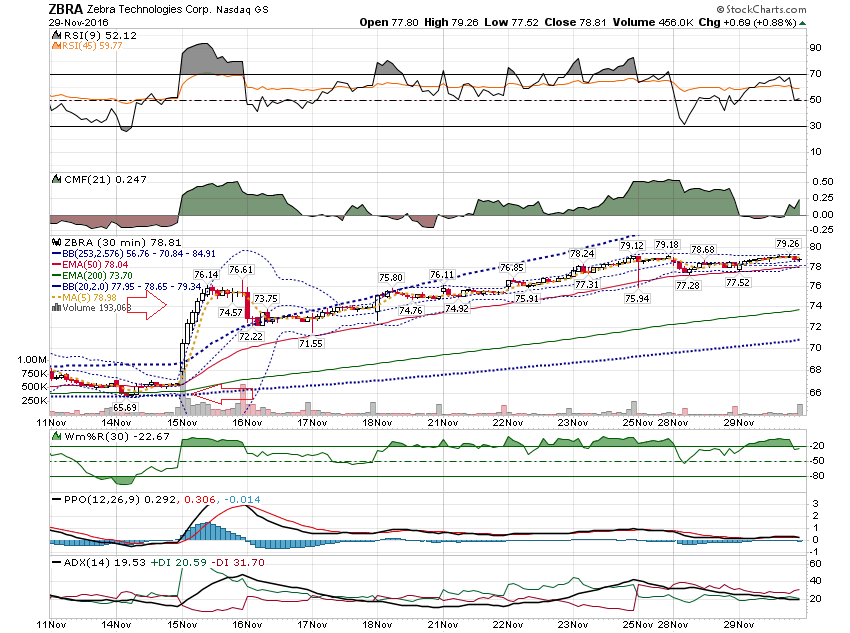 ZBRA Zebra Technologies Corp. Nasdaq GS
© StockCharts.com
29-Nov-2016
Open 77.80 High 79.26 Low 77.52 Close 78.81 Volume 456.0K Chg +0.69 (+0.88%)
RSI(9) 52.12
RSI(45) 59.77
90
70
50
30
10
CMF(21) 0.247
0.50
0.25
0.00
-0.25
ZBRA (30 min) 78.81
BB(253,2.576) 56.76 - 70.84 - 84.91
EMA(50) 78.04
EMA(200) 73.70
BB(20,2.0) 77.95 - 78.65 - 79.34
MA(5) 78.98
Volume 193,063
76.14
76.61
74.57
73.75
72.22
71.55
75.80
74.76
76.11
74.92
76.85
75.91
78.24
77.31
79.12
75.94
79.18
77.28
78.68
77.52
79.26
65.69
80
78
76
74
72
70
68
66
1.00M
750K
500K
250K
11Nov 14Nov 15Nov 16Nov 17Nov 18Nov 21Nov 22Nov 23Nov 25Nov 28Nov 29Nov
Wm%R(30) -22.67
-20
-50
-80
PPO(12,26,9) 0.292, 0.306, -0.014
3
2
1
0
-1
ADX(14) 19.53 +DI 20.59 -DI 31.70
60
40
20
11Nov 14Nov 15Nov 16Nov 17Nov 18Nov 21Nov 22Nov 23Nov 25Nov 28Nov 29Nov